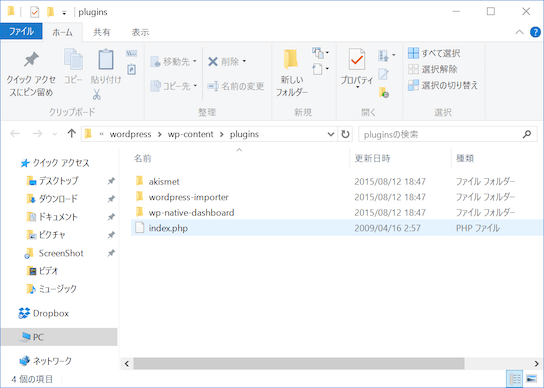 plugins
ファイル ホーム 共有 表示
クイック アクセスにピン留め
コピー
貼り付け
移動先
コピー先
削除
名前の変更
新しいフォルダー
プロパティ
すべて選択
選択解除
選択の切り替え
クリップボード 整理 新規 開く 選択
« wordpress > wp-content > plugins
pluginsの検索
名前 更新日時 種類
クイック アクセス
デスクトップ
ダウンロード
ドキュメント
ピクチャ
ScreenShot
ビデオ
ミュージック
Dropbox
PC
ネットワーク
akismet 2015/08/12 18:47 ファイル フォルダー
wordpress-importer 2015/08/12 18:47 ファイル フォルダー
wp-native-dashboard 2015/08/12 18:47 ファイル フォルダー
index.php 2009/04/16 2:57 PHP ファイル
4 個の項目